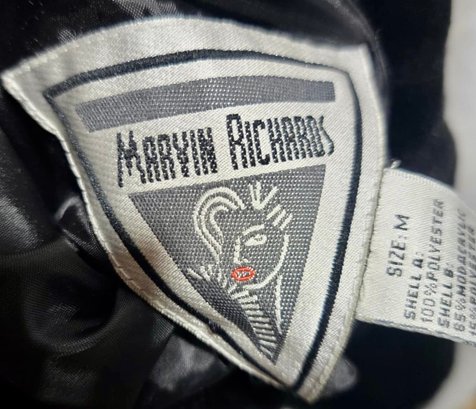 MARVIN RICHARDS
SIZE: M
SHELL A:
100% POLYESTER
SHELL B: